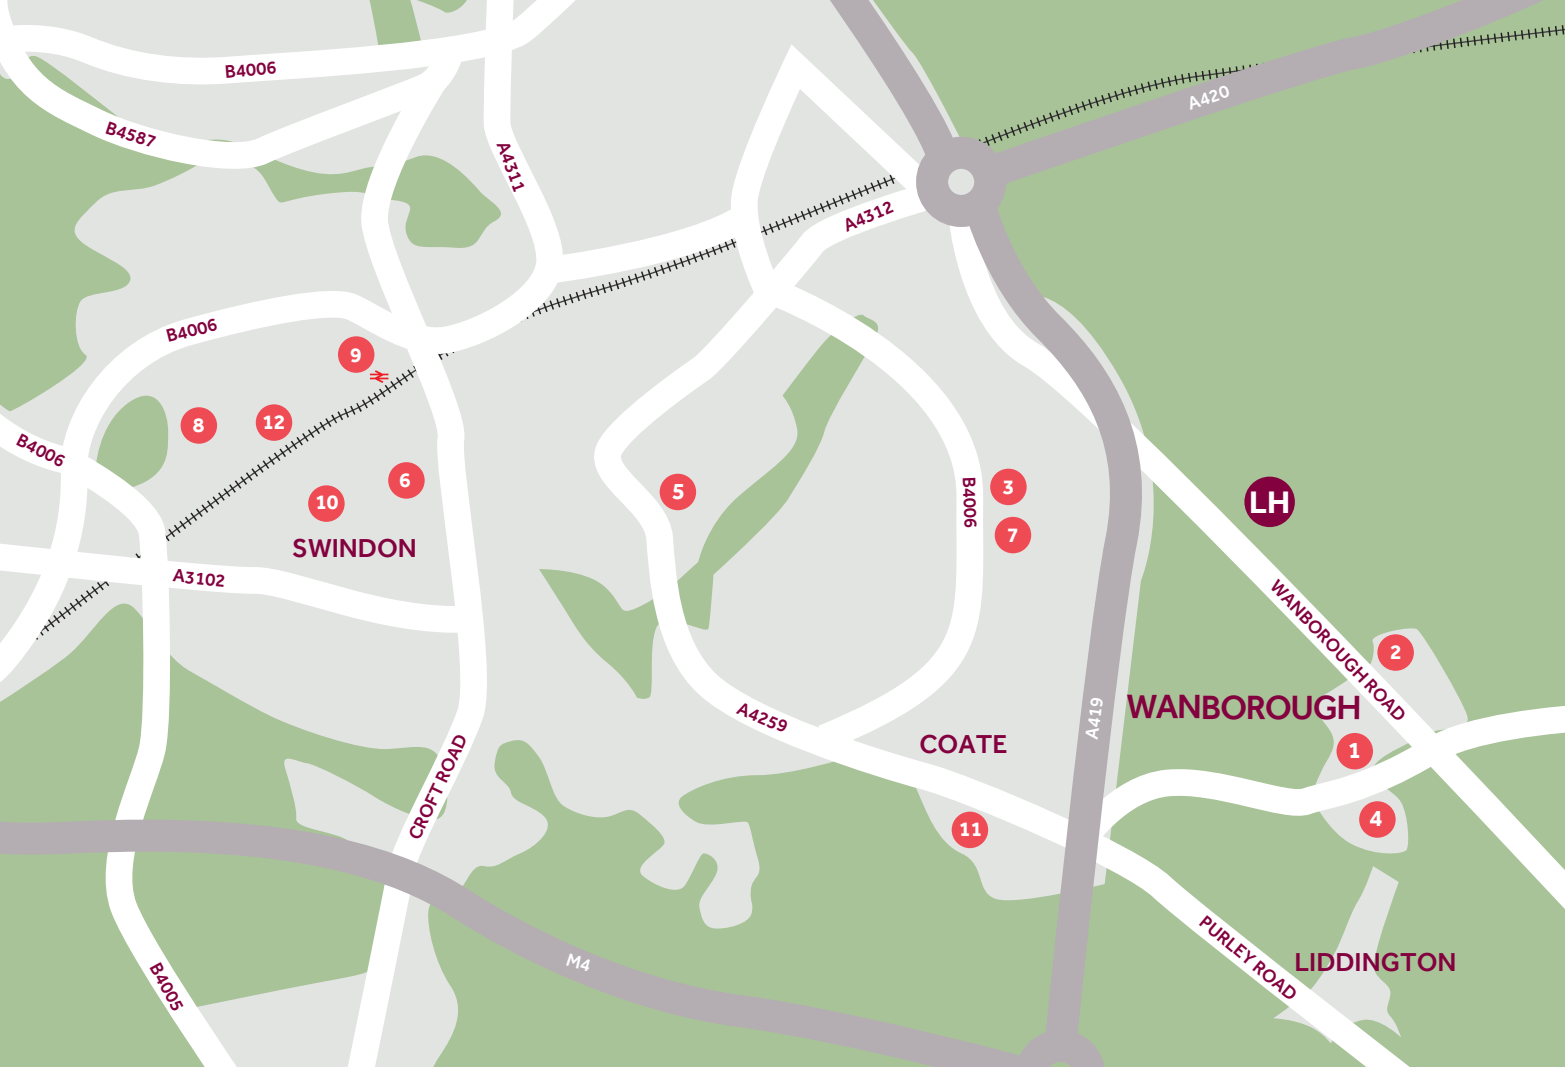 B4006
A420
B4587
A4311
A4312
B4006
9
8
12
B4006
6
5
3
B4006
LH
10
7
SWINDON
A3102
WANBOROUGH ROAD
2
WANBOROUGH
A4259
A419
COATE
1
CROFT ROAD
4
11
M4
PURLEY ROAD
LIDDINGTON
B4005